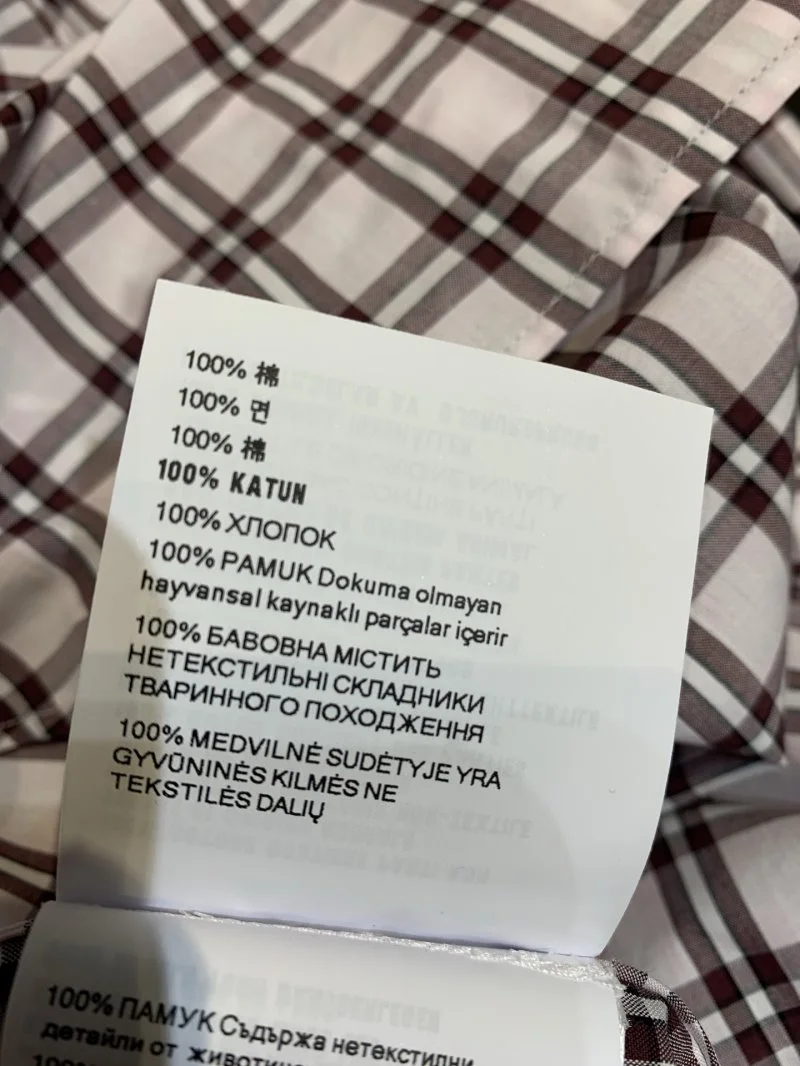 100% 棉
100% 면
100% 棉
100% KATUN
100% ХЛОПОК
100% PAMUK Dokuma olmayan
hayvansal kaynaklı parçalar içerir
100% БАВОВНА МІСТИТЬ
НЕТЕКСТИЛЬНІ СКЛАДНИКИ
ТВАРИННОГО ПОХОДЖЕННЯ
100% MEDVILNĖ SUDĖTYJE YRA
GYVŪNINĖS KILMĖS NE
TEKSTILĖS DALIŲ
100% ПАМУК Съдържа нетекстилни
детайли от